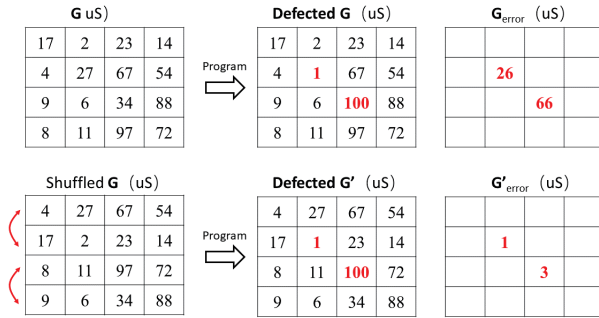 G uS) Defected G (uS) G error (uS)
17 2 23 14 Program 17 2 23 14
4 27 67 54 4 1 67 54 26
9 6 34 88 9 6 100 88 66
8 11 97 72 8 11 97 72
Shuffled G (uS) Defected G' (uS) G' error (uS)
4 27 67 54 Program 4 27 67 54
17 2 23 14 17 1 23 14 1
8 11 97 72 8 11 100 72 3
9 6 34 88 9 6 34 88